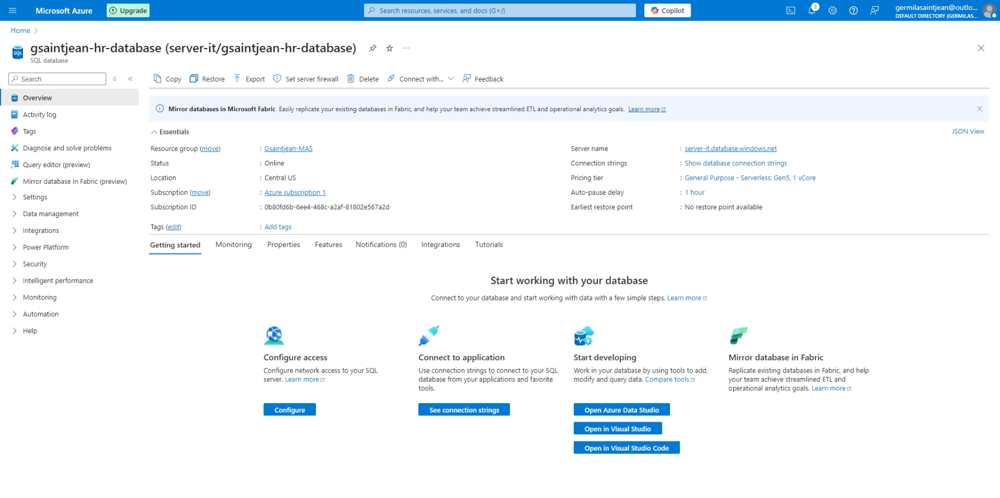 Microsoft Azure
Upgrade
Search resources, services, and docs (G+/)
Copilot
3
germilasaintjean@outlo...
DEFAULT DIRECTORY (GERMILAS...
Home
SQL
gsaintjean-hr-database (server-it/gsaintjean-hr-database)
...
SQL database
Search
Copy
Restore
Export
Set server firewall
Delete
Connect with...
Feedback
Overview
Activity log
Tags
Diagnose and solve problems
Query editor (preview)
Mirror database in Fabric (preview)
Settings
Data management
Integrations
Power Platform
Security
Intelligent performance
Monitoring
Automation
Help
Mirror databases in Microsoft Fabric Easily replicate your existing databases in Fabric, and help your team achieve streamlined ETL and operational analytics goals. Learn more
Essentials
JSON View
Resource group (move) : Gsaintjean-MAS
Status : Online
Location : Central US
Subscription (move) : Azure subscription 1
Subscription ID : 0b80fd6b-6ee4-468c-a2af-81802e567a2d
Tags (edit) : Add tags
Server name : server-it.database.windows.net
Connection strings : Show database connection strings
Pricing tier : General Purpose - Serverless: Gen5, 1 vCore
Auto-pause delay : 1 hour
Earliest restore point : No restore point available
Getting started
Monitoring
Properties
Features
Notifications (0)
Integrations
Tutorials
Start working with your database
Connect to your database and start working with data with a few simple steps. Learn more
Configure access
Configure network access to your SQL
server. Learn more
Configure
Connect to application
Use connection strings to connect to your SQL
database from your applications and favorite
tools.
See connection strings
Start developing
Work in your database by using tools to add,
modify and query data. Compare tools
Open Azure Data Studio
Open in Visual Studio
Open in Visual Studio Code
Mirror database in Fabric
Replicate existing databases in Fabric, and help
your team achieve streamlined ETL and
operational analytics goals. Learn more